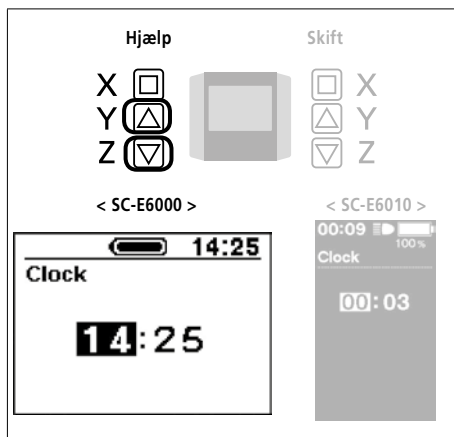 Hjælp Skift
X X
Y Y
Z Z
< SC-E6000 > < SC-E6010 >
14:25
Clock
14:25
00:09
100%
Clock
00:03